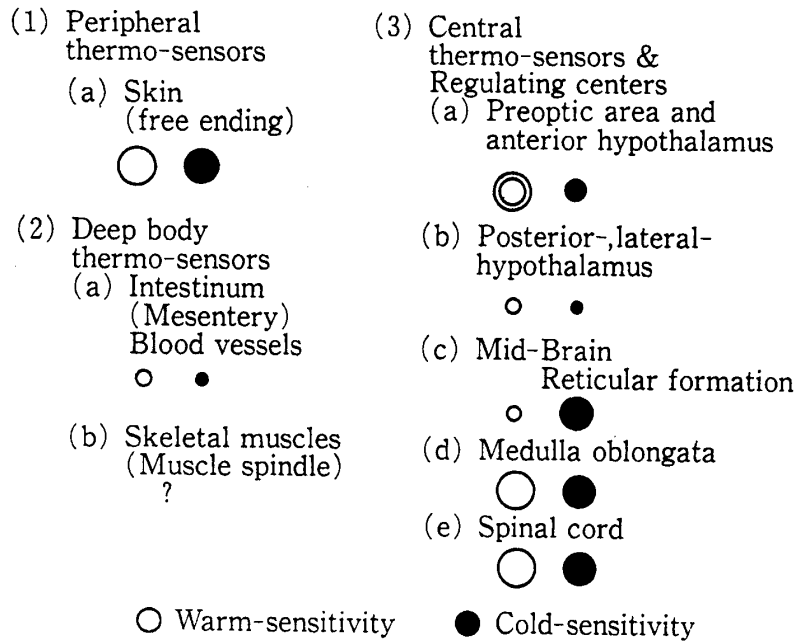 (1) Peripheral
thermo-sensors
(a) Skin
(free ending)
(2) Deep body
thermo-sensors
(a) Intestinum
(Mesentery)
Blood vessels
(b) Skeletal muscles
(Muscle spindle)
?
(3) Central
thermo-sensors &
Regulating centers
(a) Preoptic area and
anterior hypothalamus
(b) Posterior-,lateral-
hypothalamus
(c) Mid-Brain
Reticular formation
(d) Medulla oblongata
(e) Spinal cord
Warm-sensitivity
Cold-sensitivity